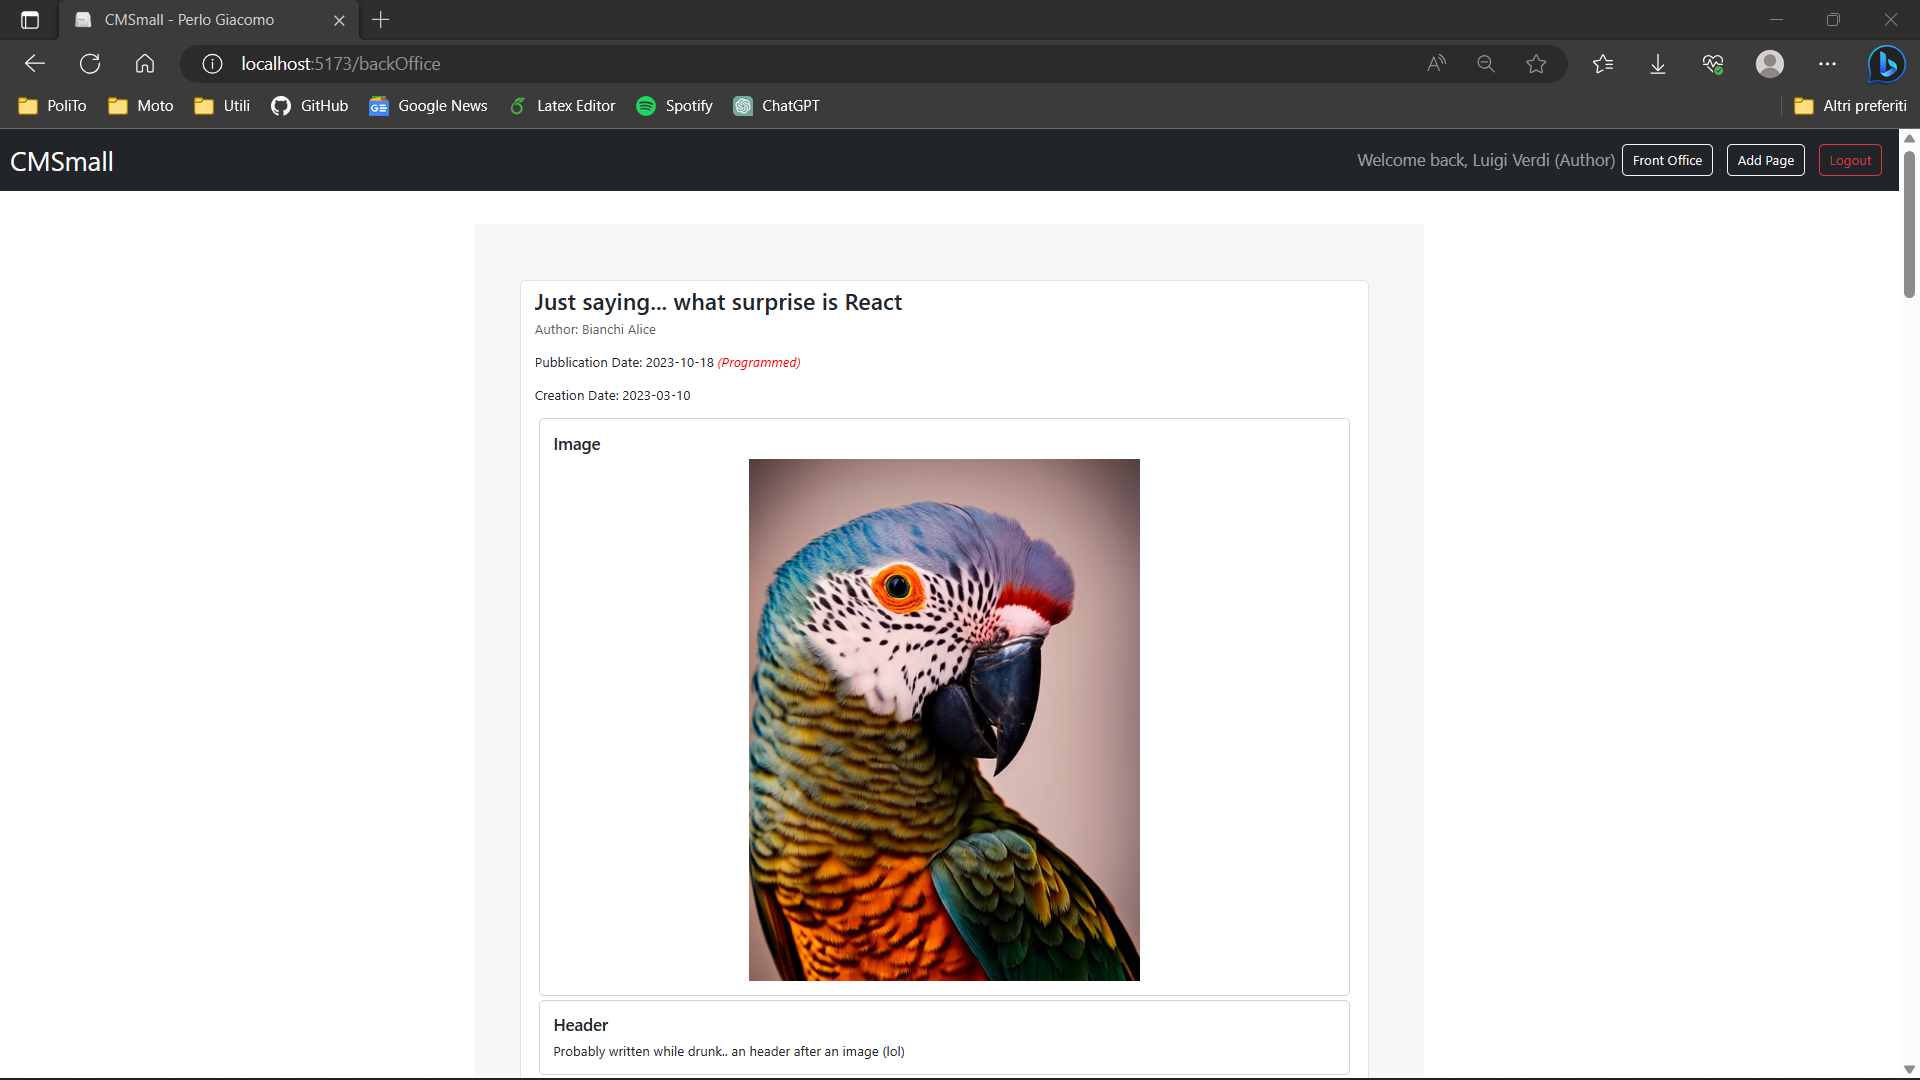 CMSmall - Perlo Giacomo
localhost:5173/backOffice
PoliTo Moto Utili GitHub Google News Latex Editor Spotify ChatGPT Altri preferiti
CMSmall Welcome back, Luigi Verdi (Author) Front Office Add Page Logout
Just saying... what surprise is React
Author: Bianchi Alice
Pubblication Date: 2023-10-18 (Programmed)
Creation Date: 2023-03-10
Image
Header
Probably written while drunk.. an header after an image (lol)